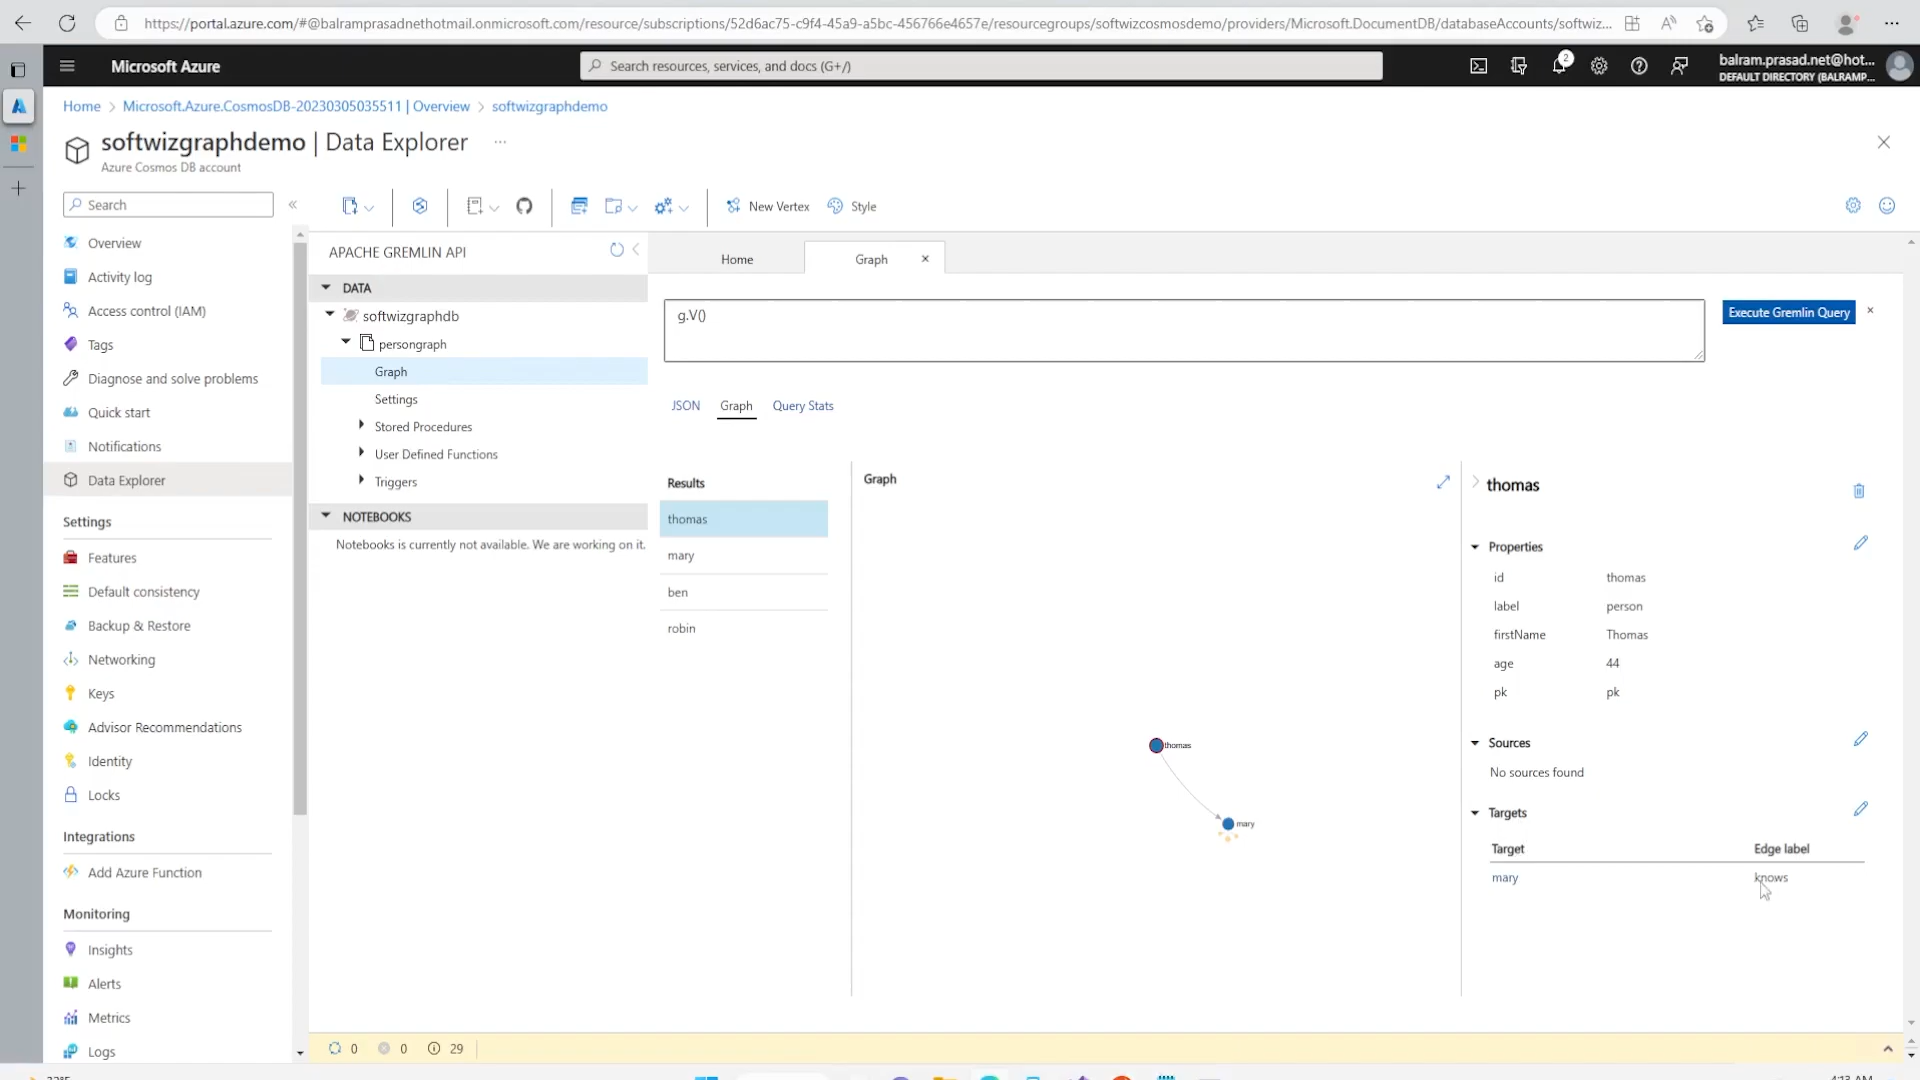 https://portal.azure.com/#@balramprasadnethotmail.onmicrosoft.com/resource/subscriptions/52d6ac75-c9f4-45a9-a5bc-456766e4657e/resourcegroups/softwizcosmosdemo/providers/Microsoft.DocumentDB/databaseAccounts/softwiz...
Microsoft Azure
Search resources, services, and docs (G+/)
2
balram.prasad.net@hot...
DEFAULT DIRECTORY (BALRAMP...
Home > Microsoft.Azure.CosmosDB-20230305035511 | Overview > softwizgraphdemo
softwizgraphdemo | Data Explorer ...
Azure Cosmos DB account
Search
«
New Vertex
Style
Overview
Activity log
Access control (IAM)
Tags
Diagnose and solve problems
Quick start
Notifications
Data Explorer
Settings
Features
Default consistency
Backup & Restore
Networking
Keys
Advisor Recommendations
Identity
Locks
Integrations
Add Azure Function
Monitoring
Insights
Alerts
Metrics
Logs
APACHE GREMLIN API
DATA
softwizgraphdb
persongraph
Graph
Settings
Stored Procedures
User Defined Functions
Triggers
NOTEBOOKS
Notebooks is currently not available. We are working on it.
Home
Graph
g.V()
Execute Gremlin Query
JSON
Graph
Query Stats
Results
thomas
mary
ben
robin
Graph
thomas
mary
thomas
Properties
id thomas
label person
firstName Thomas
age 44
pk pk
Sources
No sources found
Targets
Target Edge label
mary knows
0 0 29